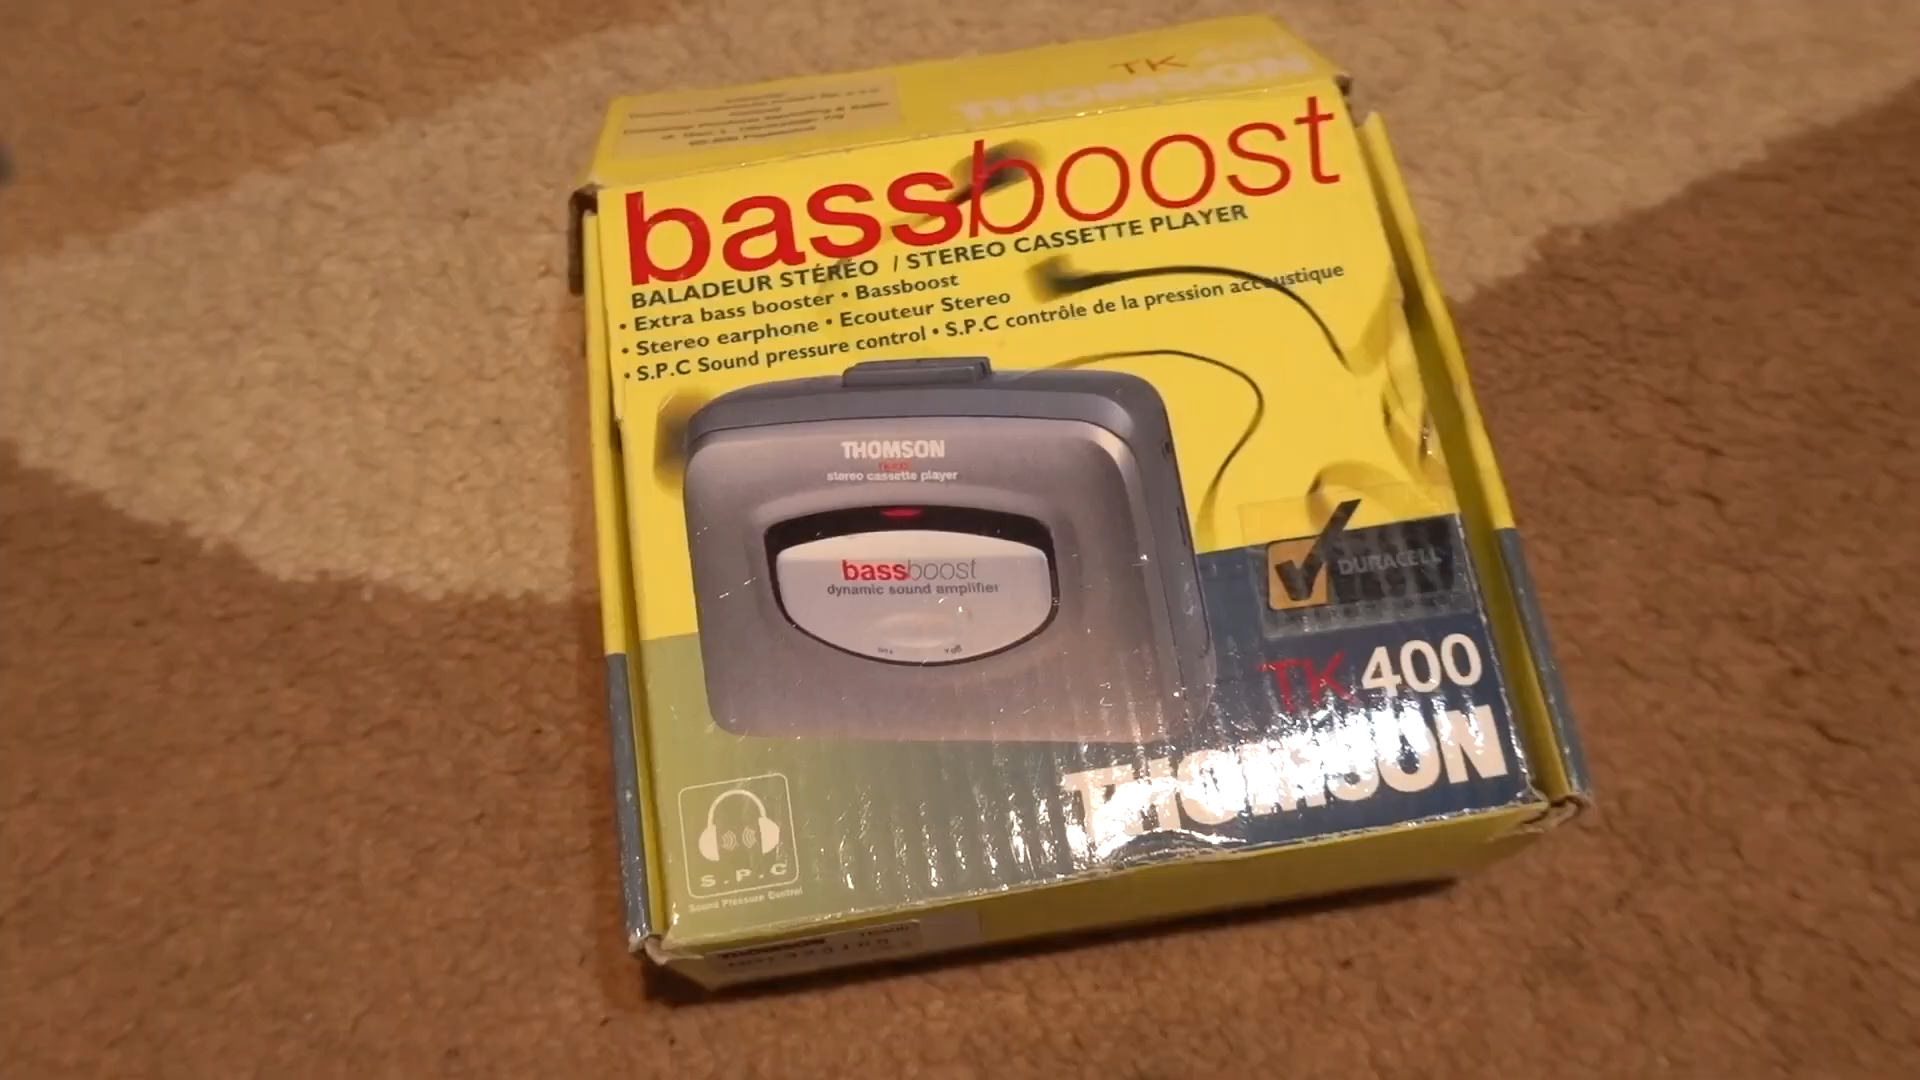 TK 400
THOMSON
bassboost
BALADEUR STÉRÉO / STEREO CASSETTE PLAYER
• Extra bass booster • Bassboost
• Stereo earphone • Ecouteur Stereo
• S.P.C Sound pressure control • S.P.C contrôle de la pression accoustique
THOMSON
stereo cassette player
bassboost
dynamic sound amplifier
DURACELL
TK 400
THOMSON
S.P.C
Sound Pressure Control
THOMSON